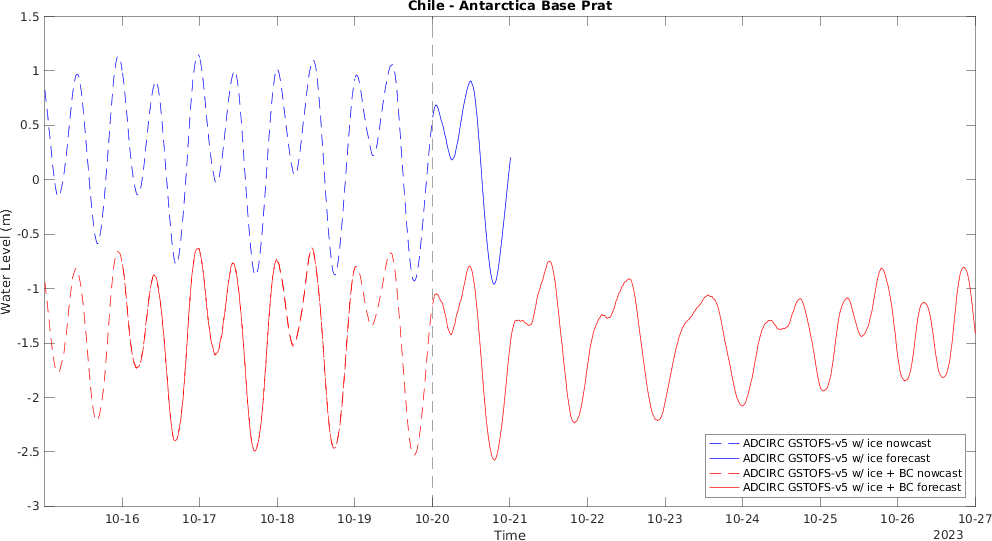 Chile - Antarctica Base Prat
1.5
1
0.5
0
-0.5
-1
-1.5
-2
-2.5
-3
Water Level (m)
ADCIRC GSTOFS-v5 w/ ice nowcast
ADCIRC GSTOFS-v5 w/ ice forecast
ADCIRC GSTOFS-v5 w/ ice + BC nowcast
ADCIRC GSTOFS-v5 w/ ice + BC forecast
10-16 10-17 10-18 10-19 10-20 10-21 10-22 10-23 10-24 10-25 10-26 10-27
Time
2023